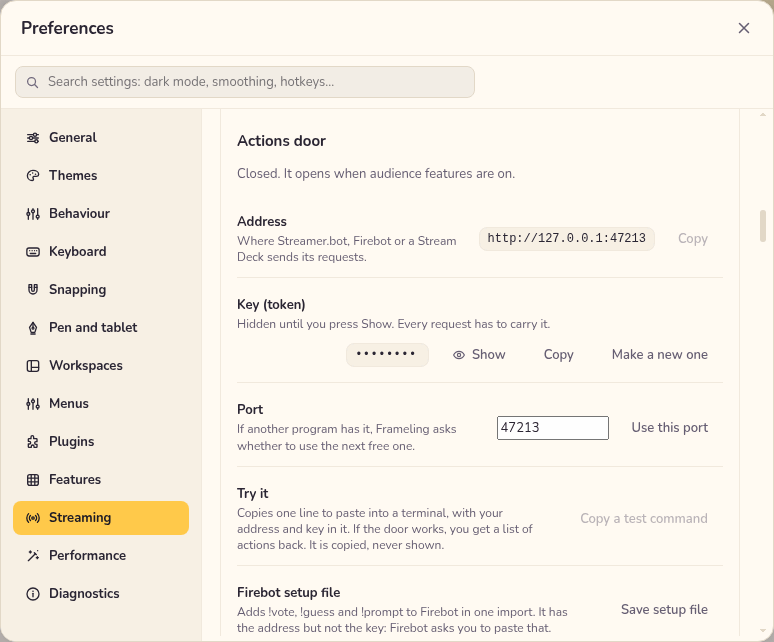 Preferences
Search settings: dark mode, smoothing, hotkeys...
General
Themes
Behaviour
Keyboard
Snapping
Pen and tablet
Workspaces
Menus
Plugins
Features
Streaming
Performance
Diagnostics
Actions door
Closed. It opens when audience features are on.
Address
Where Streamer.bot, Firebot or a Stream
Deck sends its requests.
http://127.0.0.1:47213
Copy
Key (token)
Hidden until you press Show. Every request has to carry it.
••••••••
Show
Copy
Make a new one
Port
If another program has it, Frameling asks
whether to use the next free one.
47213
Use this port
Try it
Copies one line to paste into a terminal, with your
address and key in it. If the door works, you get a list of
actions back. It is copied, never shown.
Copy a test command
Firebot setup file
Adds !vote, !guess and !prompt to Firebot in one import. It has
the address but not the key: Firebot asks you to paste that.
Save setup file